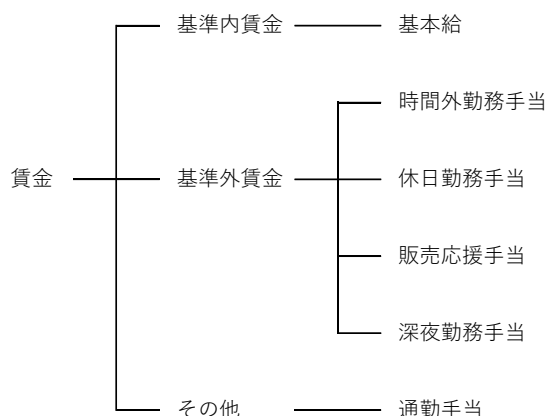 基準内賃金 基本給
時間外勤務手当
賃金 基準外賃金 休日勤務手当
販売応援手当
深夜勤務手当
その他 通勤手当